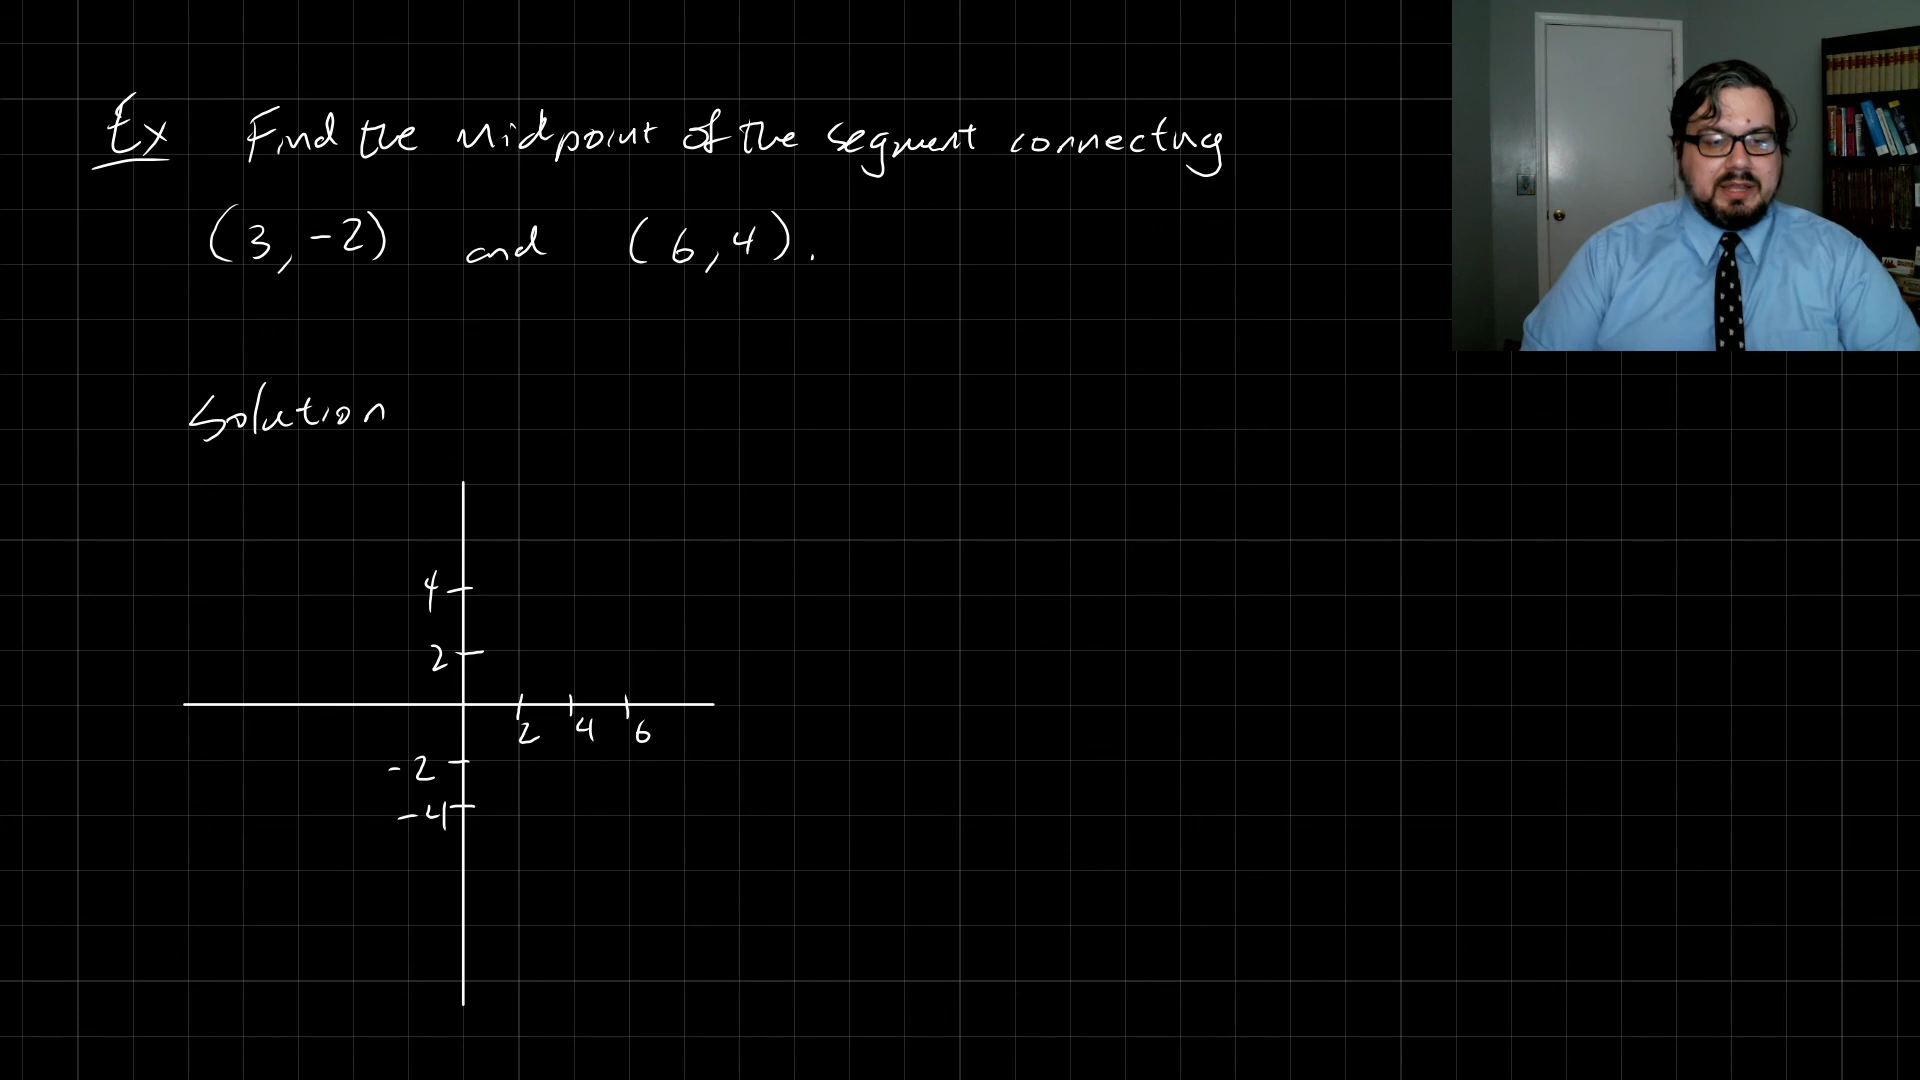 Ex Find the midpoint of the segment connecting
(3, -2) and (6, 4).
Solution
4
2
2 4 6
-2
-4